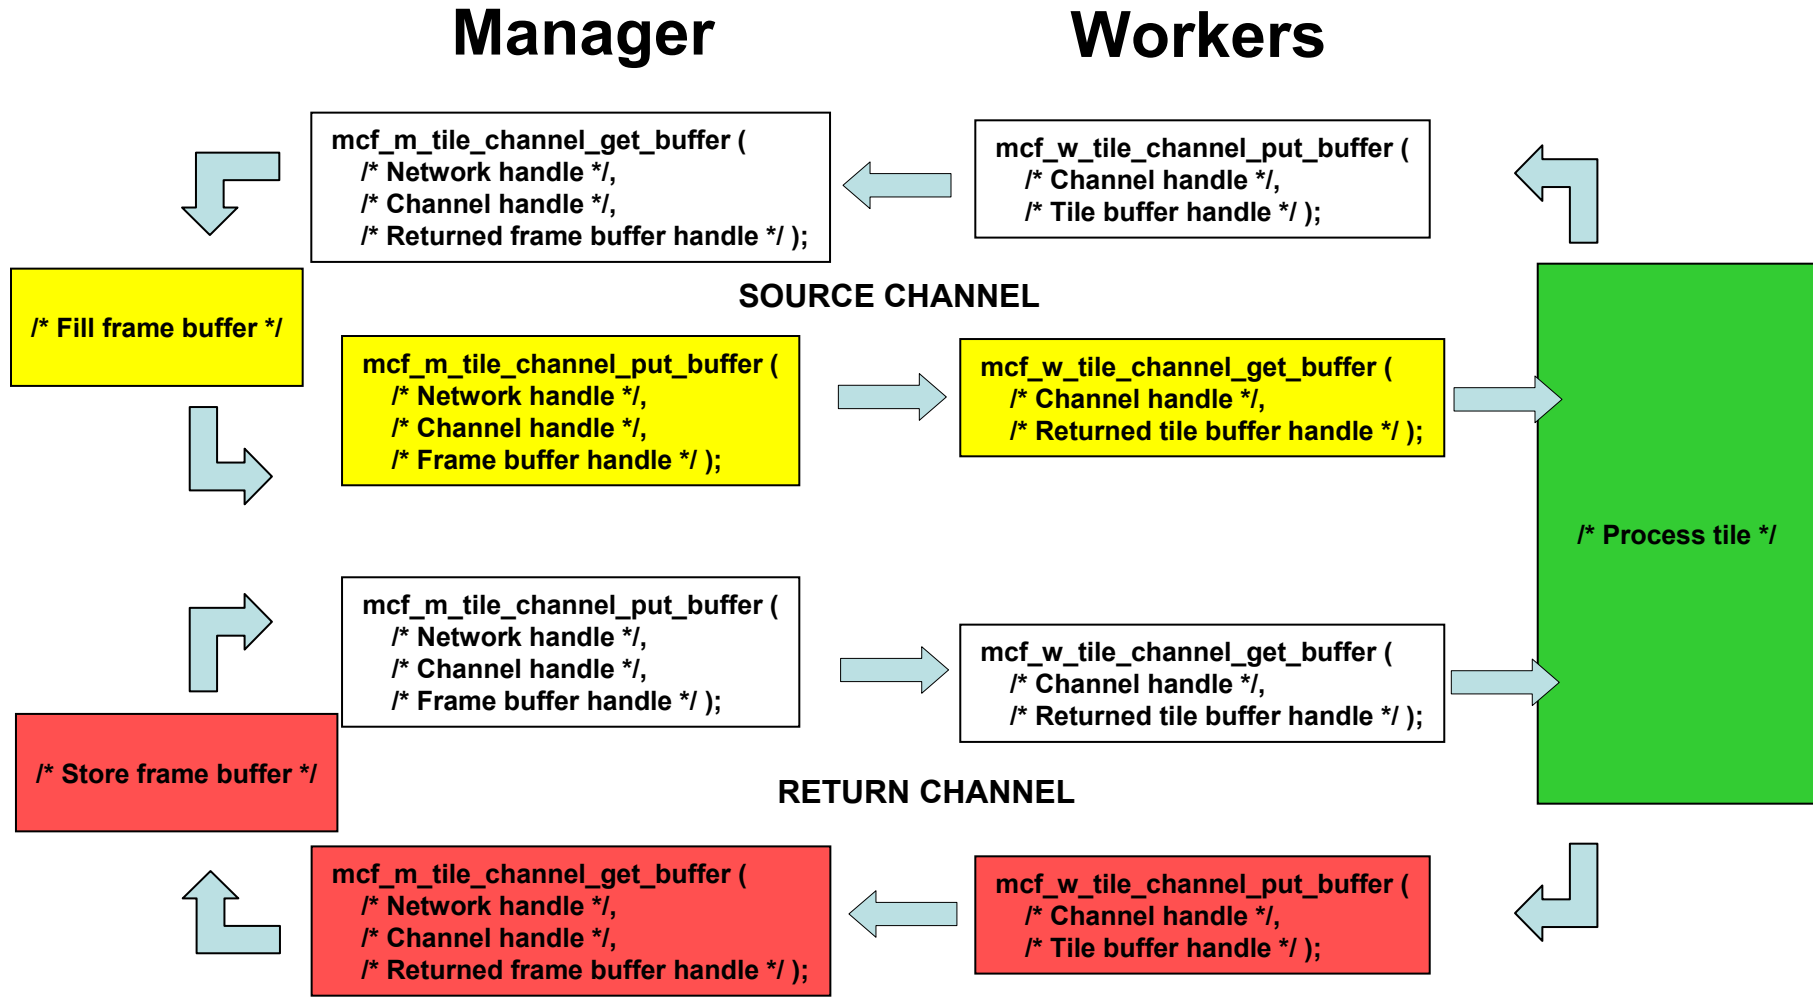 Manager
Workers
mcf_m_tile_channel_get_buffer (
/* Network handle */,
/* Channel handle */,
/* Returned frame buffer handle */ );
mcf_w_tile_channel_put_buffer (
/* Channel handle */,
/* Tile buffer handle */ );
SOURCE CHANNEL
/* Fill frame buffer */
mcf_m_tile_channel_put_buffer (
/* Network handle */,
/* Channel handle */,
/* Frame buffer handle */ );
mcf_w_tile_channel_get_buffer (
/* Channel handle */,
/* Returned tile buffer handle */ );
/* Process tile */
mcf_m_tile_channel_put_buffer (
/* Network handle */,
/* Channel handle */,
/* Frame buffer handle */ );
mcf_w_tile_channel_get_buffer (
/* Channel handle */,
/* Returned tile buffer handle */ );
/* Store frame buffer */
RETURN CHANNEL
mcf_m_tile_channel_get_buffer (
/* Network handle */,
/* Channel handle */,
/* Returned frame buffer handle */ );
mcf_w_tile_channel_put_buffer (
/* Channel handle */,
/* Tile buffer handle */ );